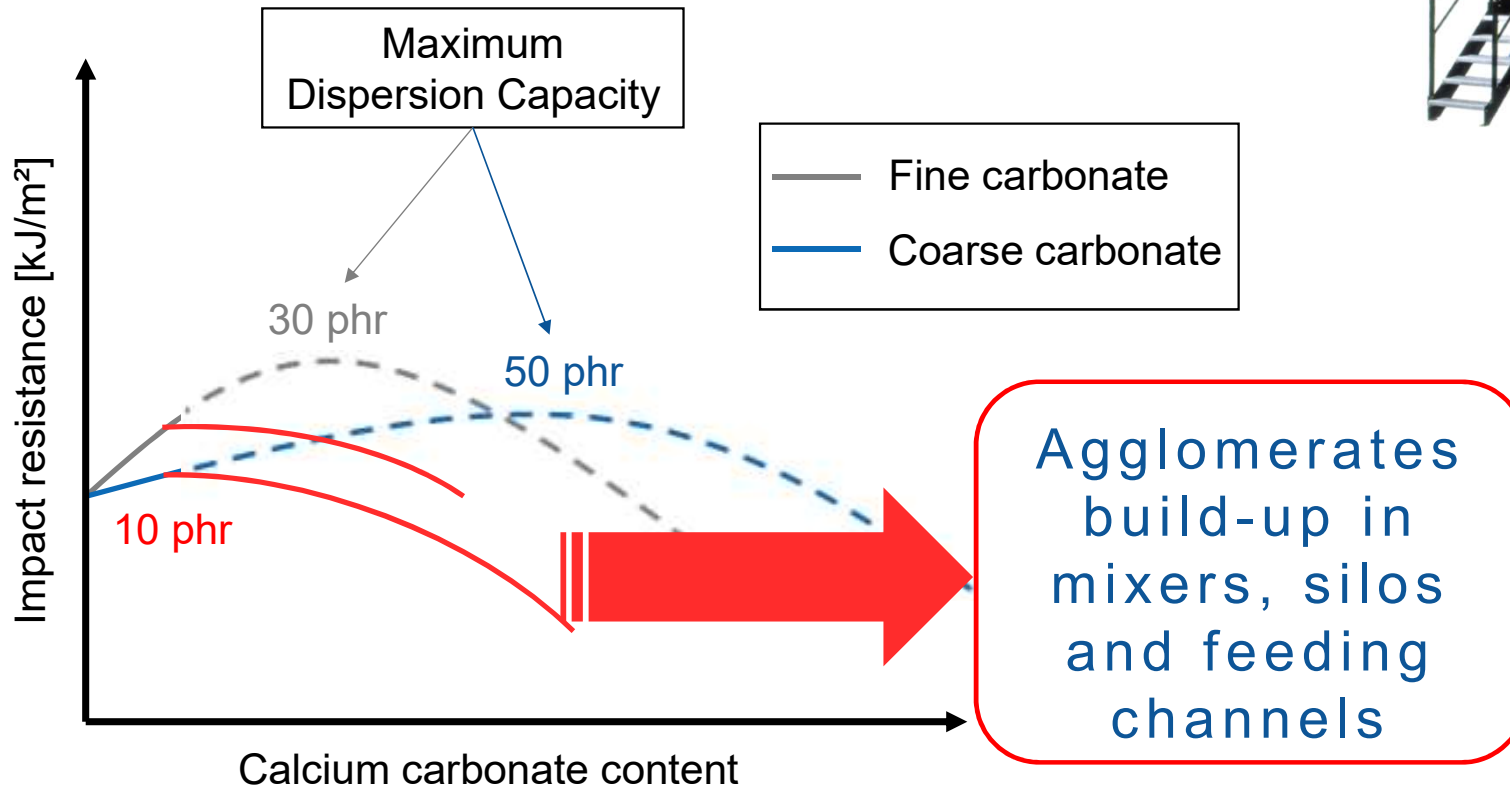 Maximum
Dispersion Capacity
Fine carbonate
Coarse carbonate
Impact resistance [kJ/m²]
30 phr
50 phr
10 phr
Agglomerates
build-up in
mixers, silos
and feeding
channels
Calcium carbonate content